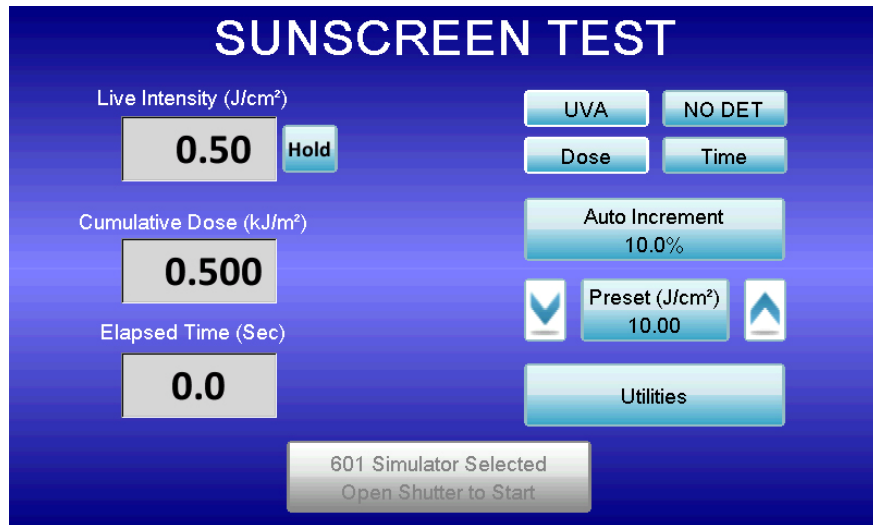 SUNSCREEN TEST
Live Intensity (J/cm²)
0.50 Hold
Cumulative Dose (kJ/m²)
0.500
Elapsed Time (Sec)
0.0
UVA NO DET
Dose Time
Auto Increment
10.0%
Preset (J/cm²)
10.00
Utilities
601 Simulator Selected
Open Shutter to Start